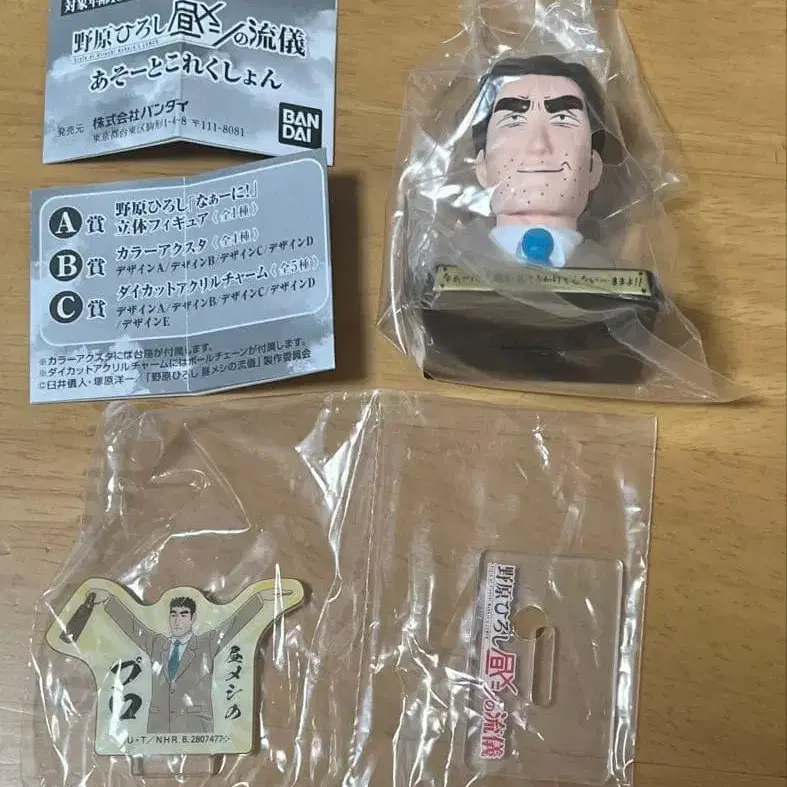 野原ひろし 昼メシの流儀
あそーとこれくしょん
発売元 株式会社バンダイ
東京都台東区駒形1-4-8 〒111-8081
BAN
DAI
A賞 野原ひろし「なぁーに!」
立体フィギュア〈全1種〉
B賞 カラーアクスタ〈全4種〉
デザインA/デザインB/デザインC/デザインD
C賞 ダイカットアクリルチャーム〈全5種〉
デザインA/デザインB/デザインC/デザインD
/デザインE
※カラーアクスタには台座が付属します。
※ダイカットアクリルチャームにはボールチェーンが付属します。
©臼井儀人・塚原洋一/「野原ひろし 昼メシの流儀」製作委員会
昼メシの
プロ
U・T/N H R. B. 2807477
野原ひろし 昼メシの流儀